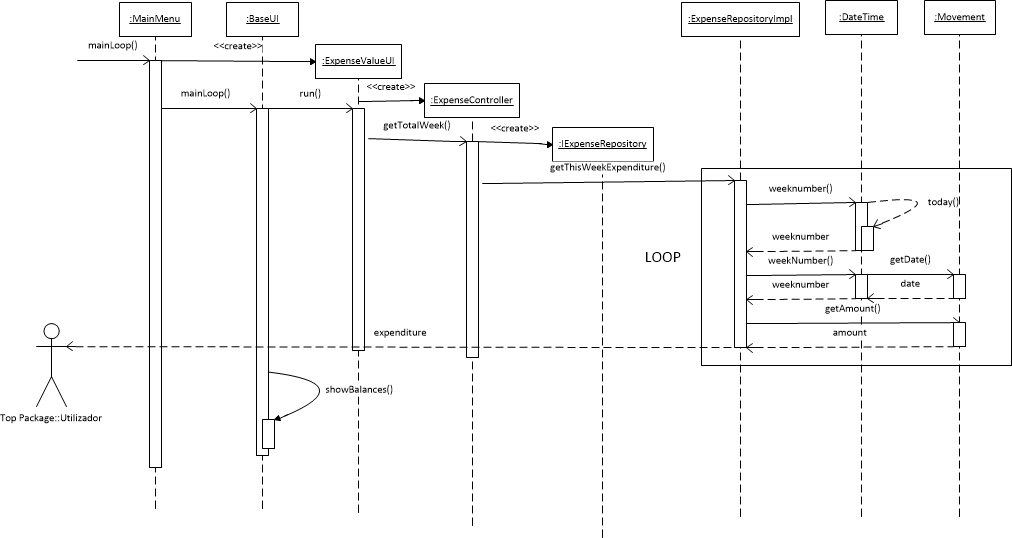 :MainMenu
:BaseUI
:ExpenseRepositoryImpl
:DateTime
:Movement
mainLoop()
<<create>>
:ExpenseValueUI
<<create>>
:ExpenseController
mainLoop()
run()
getTotalWeek()
<<create>>
:IExpenseRepository
getThisWeekExpenditure()
weeknumber()
today()
weeknumber
LOOP
weekNumber()
getDate()
weeknumber
date
getAmount()
expenditure
amount
showBalances()
Top Package::Utilizador